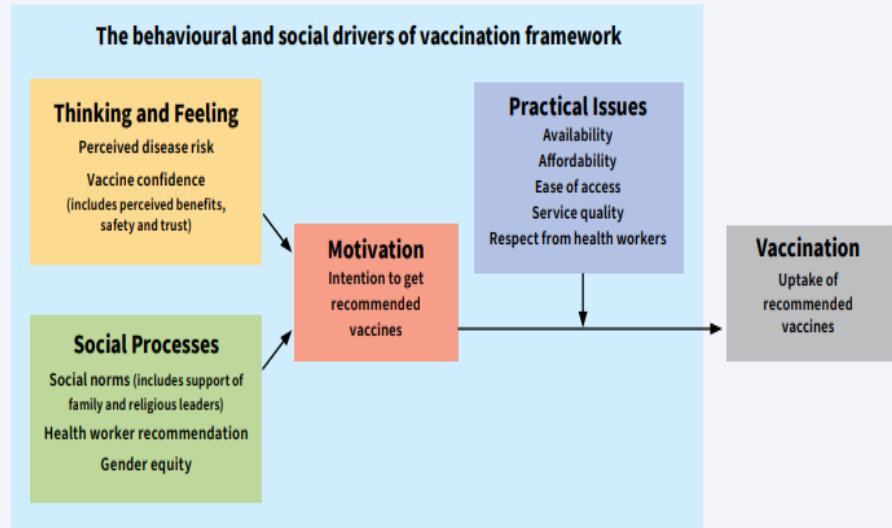 The behavioural and social drivers of vaccination framework
Thinking and Feeling
Perceived disease risk
Vaccine confidence
(includes perceived benefits,
safety and trust)
Social Processes
Social norms (includes support of
family and religious leaders)
Health worker recommendation
Gender equity
Motivation
Intention to get
recommended
vaccines
Practical Issues
Availability
Affordability
Ease of access
Service quality
Respect from health workers
Vaccination
Uptake of
recommended
vaccines